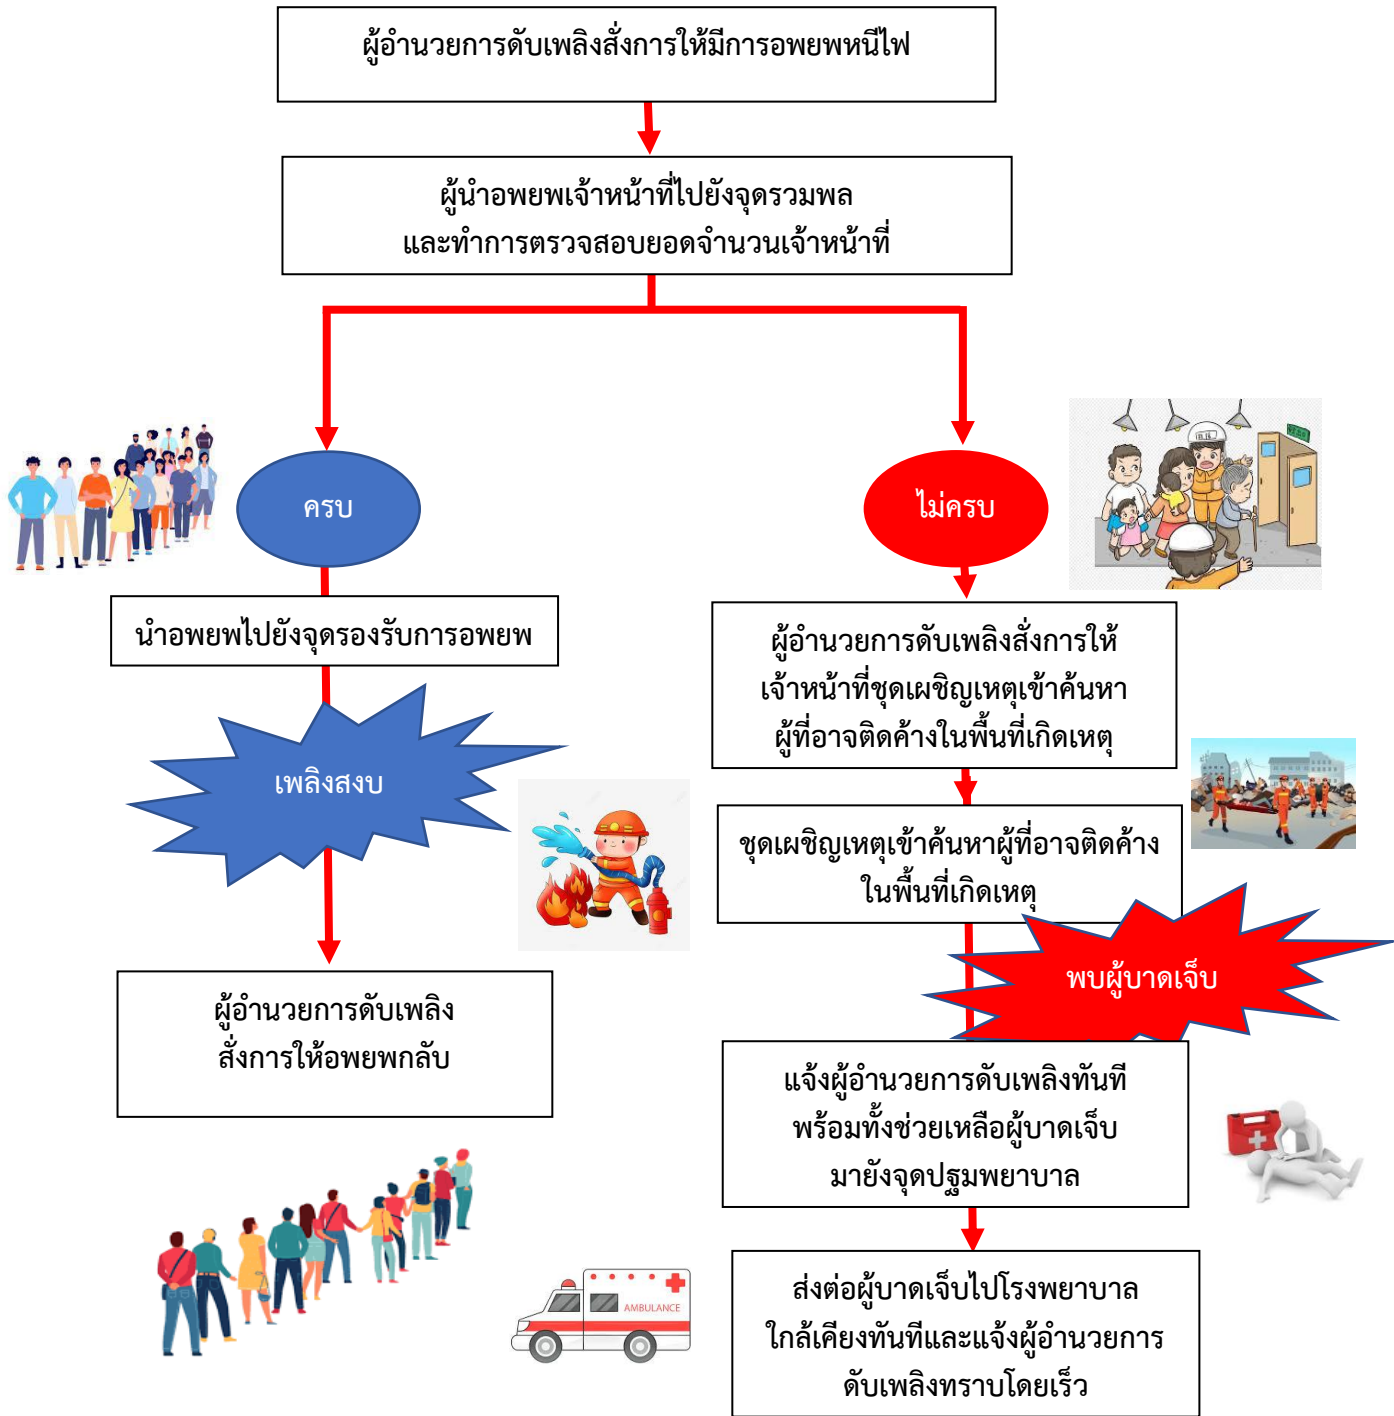 ผู้อำนวยการดับเพลิงสั่งการให้มีการอพยพหนีไฟ
ผู้นำอพยพเจ้าหน้าที่ไปยังจุดรวมพล
และทำการตรวจสอบยอดจำนวนเจ้าหน้าที่
ครบ
ไม่ครบ
นำอพยพไปยังจุดรองรับการอพยพ
ผู้อำนวยการดับเพลิงสั่งการให้
เจ้าหน้าที่ชุดเผชิญเหตุเข้าค้นหา
ผู้ที่อาจติดค้างในพื้นที่เกิดเหตุ
เพลิงสงบ
ชุดเผชิญเหตุเข้าค้นหาผู้ที่อาจติดค้าง
ในพื้นที่เกิดเหตุ
พบผู้บาดเจ็บ
ผู้อำนวยการดับเพลิง
สั่งการให้อพยพกลับ
แจ้งผู้อำนวยการดับเพลิงทันที
พร้อมทั้งช่วยเหลือผู้บาดเจ็บ
มายังจุดปฐมพยาบาล
AMBULANCE
ส่งต่อผู้บาดเจ็บไปโรงพยาบาล
ใกล้เคียงทันทีและแจ้งผู้อำนวยการ
ดับเพลิงทราบโดยเร็ว